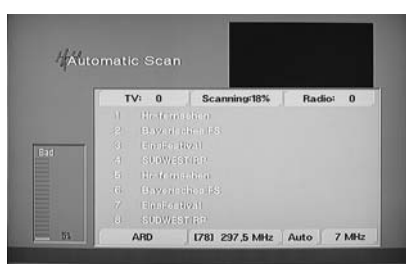 Automatic Scan
TV: 0 Scanning:18% Radio: 0
1 Hr-fernsehen
2 Bayerisches FS
3 EinsFestival
4 SÜDWEST RP
5 Hr-fernsehen
6 Bayerisches FS
7 EinsFestival
8 SÜDWEST RP
Bad
5%
ARD [78] 297,5 MHz Auto 7 MHz